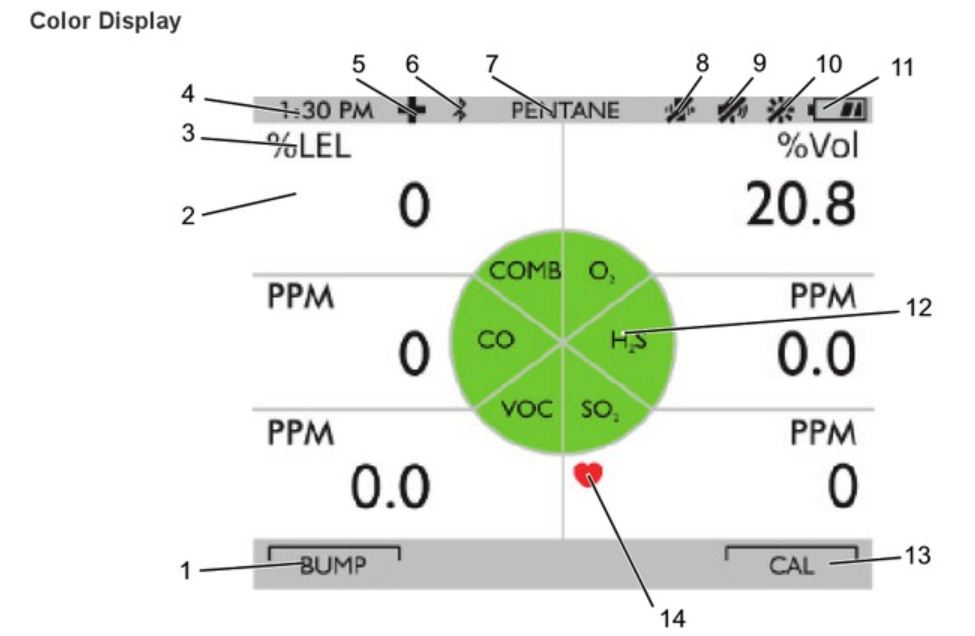 Color Display
5 6 7 8 9 10 11
4 1:30 PM PENTANE
3 %LEL %Vol
2 0 20.8
COMB O₂
PPM PPM 12
CO H₂S
0 0.0
VOC SO₂
PPM PPM
0.0 0
1 BUMP CAL 13
14